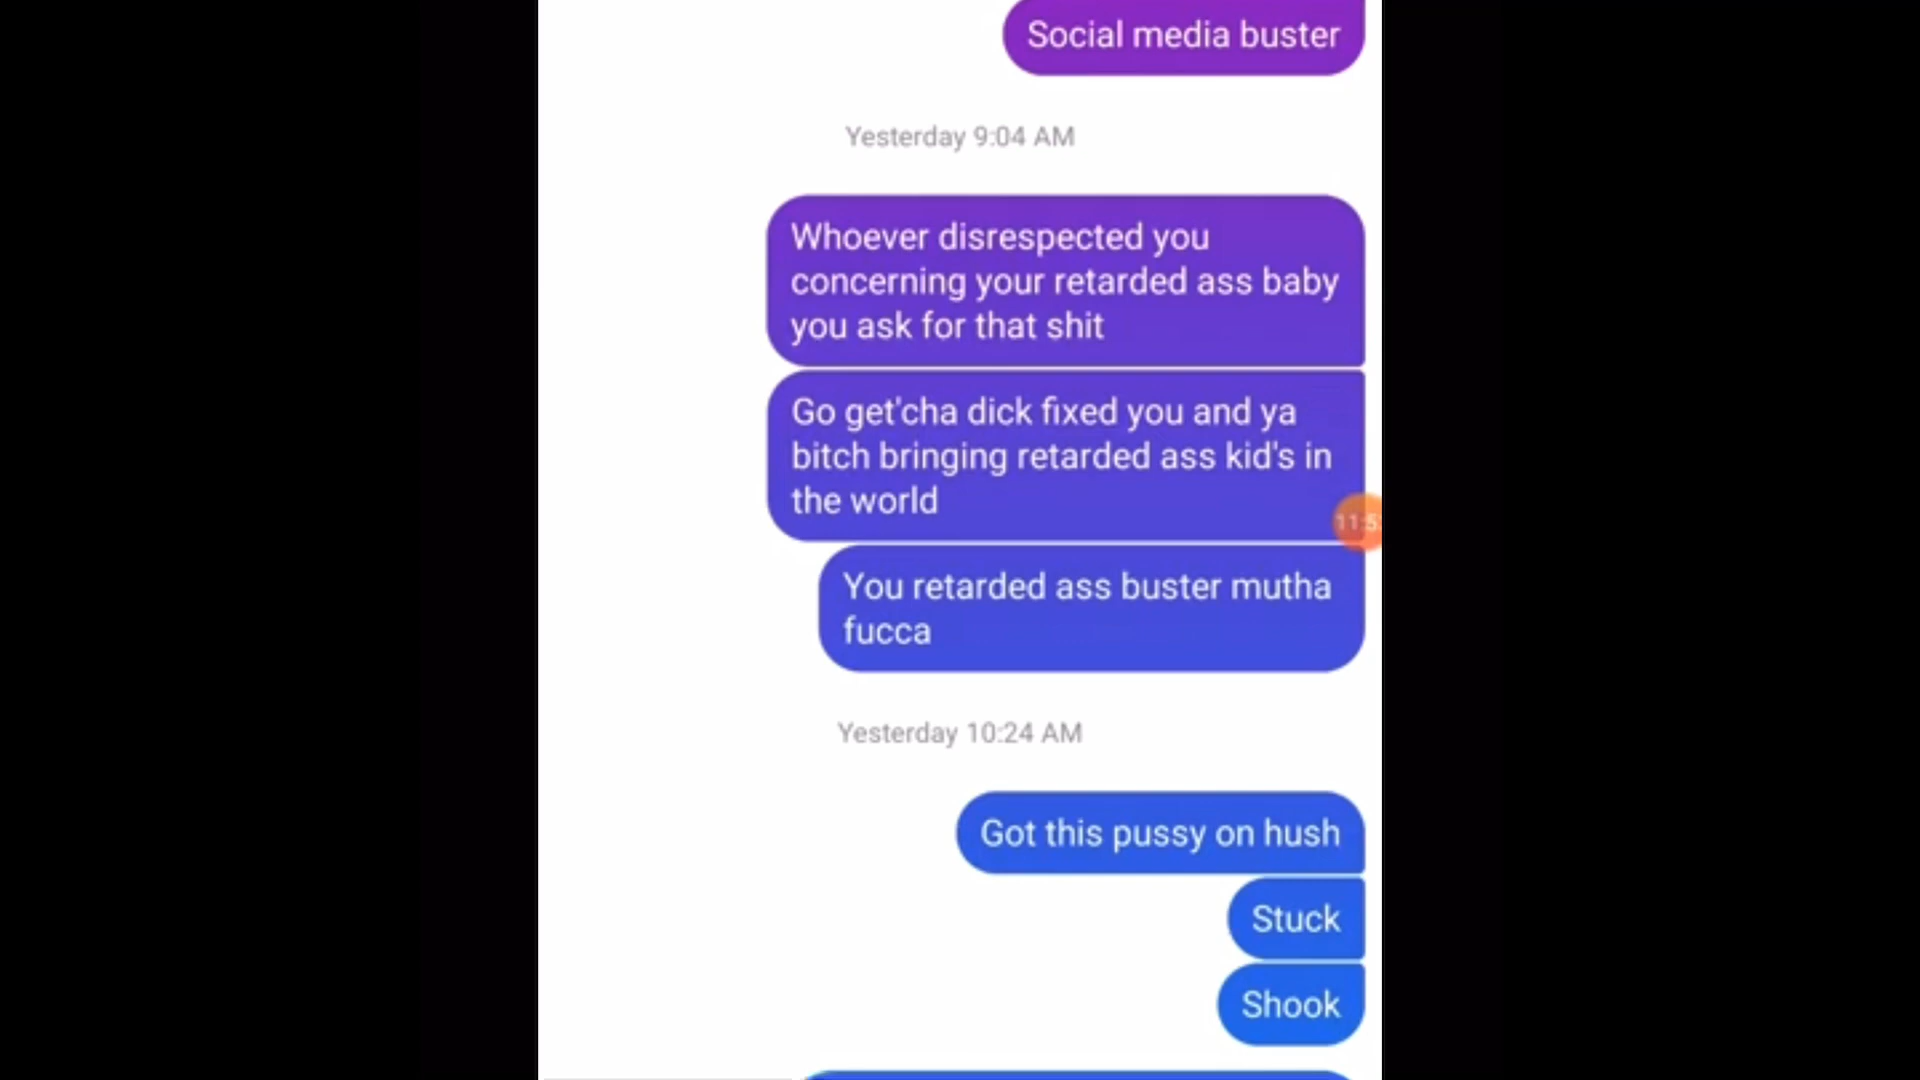 Social media buster
Yesterday 9:04 AM
Whoever disrespected you
concerning your retarded ass baby
you ask for that shit
Go get'cha dick fixed you and ya
bitch bringing retarded ass kid's in
the world
11:5
You retarded ass buster mutha
fucca
Yesterday 10:24 AM
Got this pussy on hush
Stuck
Shook